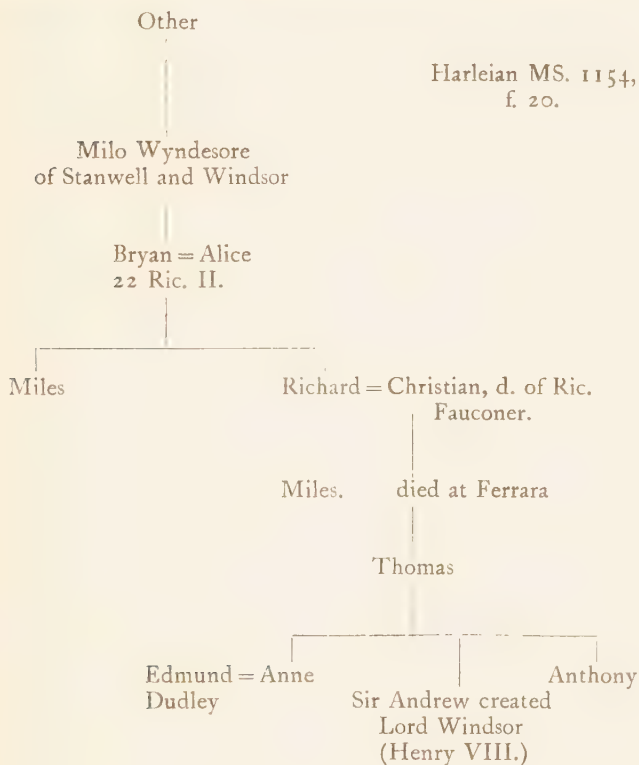 Other
Harleian MS. 1154,
f. 20.
Milo Wyndesore
of Stanwell and Windsor
Bryan = Alice
22 Ric. II.
Miles
Richard = Christian, d. of Ric.
Fauconer.
Miles. died at Ferrara
Thomas
Edmund = Anne
Dudley
Sir Andrew created
Lord Windsor
(Henry VIII.)
Anthony